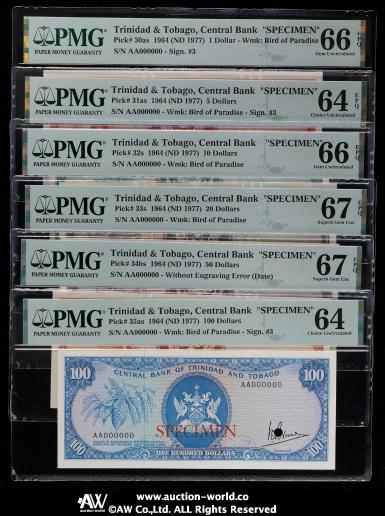 PMG
PAPER MONEY GUARANTY
Trinidad & Tobago, Central Bank "SPECIMEN"
Pick# 30as 1964 (ND 1977) 1 Dollar - Wmk: Bird of Paradise
S/N AA000000 - Sign. #3
66 EPQ
Gem Uncirculated
PMG
PAPER MONEY GUARANTY
Trinidad & Tobago, Central Bank "SPECIMEN"
Pick# 31as 1964 (ND 1977) 5 Dollars
S/N AA000000 - Wmk: Bird of Paradise - Sign. #3
64 EPQ
Choice Uncirculated
PMG
PAPER MONEY GUARANTY
Trinidad & Tobago, Central Bank "SPECIMEN"
Pick# 32s 1964 (ND 1977) 10 Dollars
S/N AA000000 - Wmk: Bird of Paradise
66 EPQ
Gem Uncirculated
PMG
PAPER MONEY GUARANTY
Trinidad & Tobago, Central Bank "SPECIMEN"
Pick# 33s 1964 (ND 1977) 20 Dollars
S/N AA000000 - Wmk: Bird of Paradise
67 EPQ
Superb Gem Unc
PMG
PAPER MONEY GUARANTY
Trinidad & Tobago, Central Bank "SPECIMEN"
Pick# 34bs 1964 (ND 1977) 50 Dollars
S/N AA000000 - Without Engraving Error (Date)
67 EPQ
Superb Gem Unc
PMG
PAPER MONEY GUARANTY
Trinidad & Tobago, Central Bank "SPECIMEN"
Pick# 35as 1964 (ND 1977) 100 Dollars
S/N AA000000 - Wmk: Bird of Paradise - Sign. #3
64
Choice Uncirculated
100 CENTRAL BANK OF TRINIDAD AND TOBAGO 100
AA000000
AA000000
SPECIMEN
100 ONE HUNDRED DOLLARS 100
AW www.auction-world.co
©AW Co.,Ltd. ALL Rights Reserved